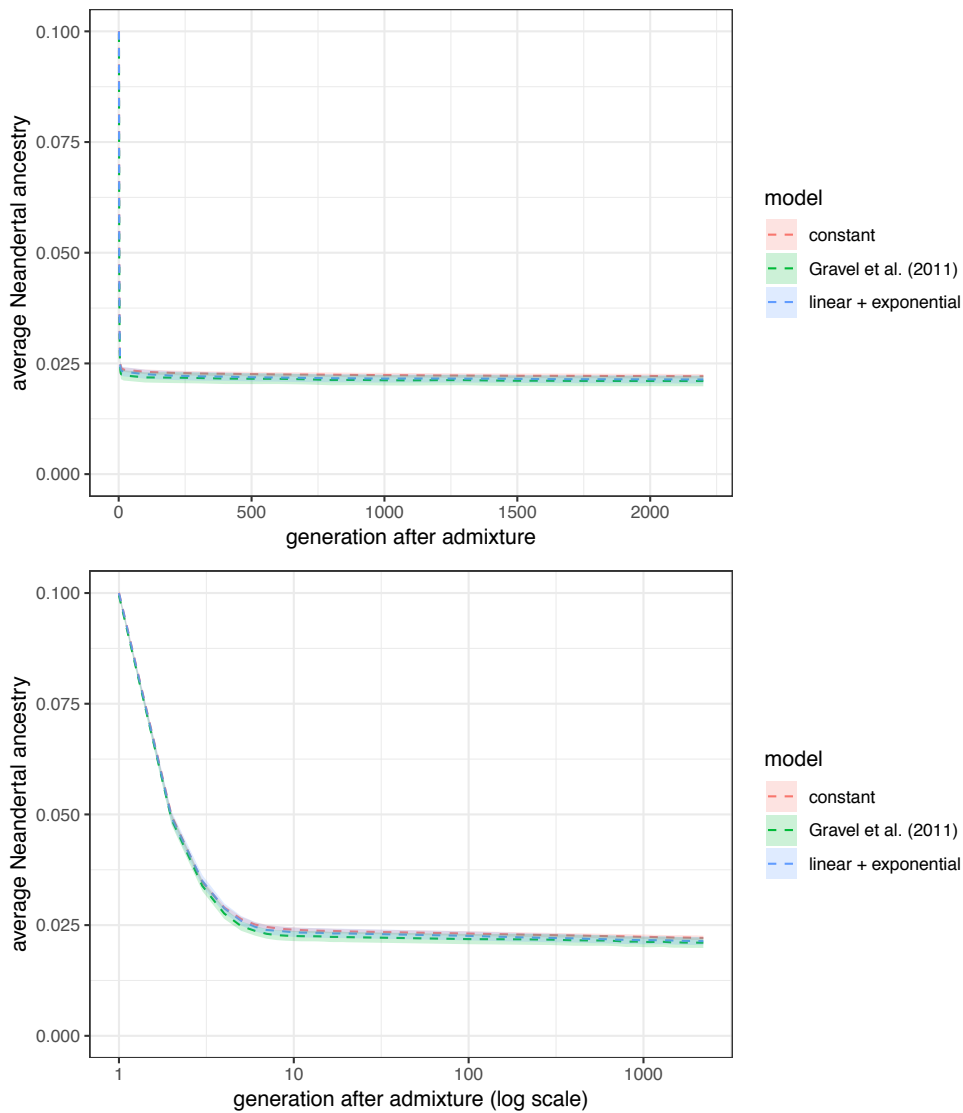 0.100
0.075
0.050
0.025
0.000
average Neandertal ancestry
0
500
1000
1500
2000
generation after admixture
model
constant
Gravel et al. (2011)
linear + exponential
0.100
0.075
0.050
0.025
0.000
average Neandertal ancestry
1
10
100
1000
generation after admixture (log scale)
model
constant
Gravel et al. (2011)
linear + exponential